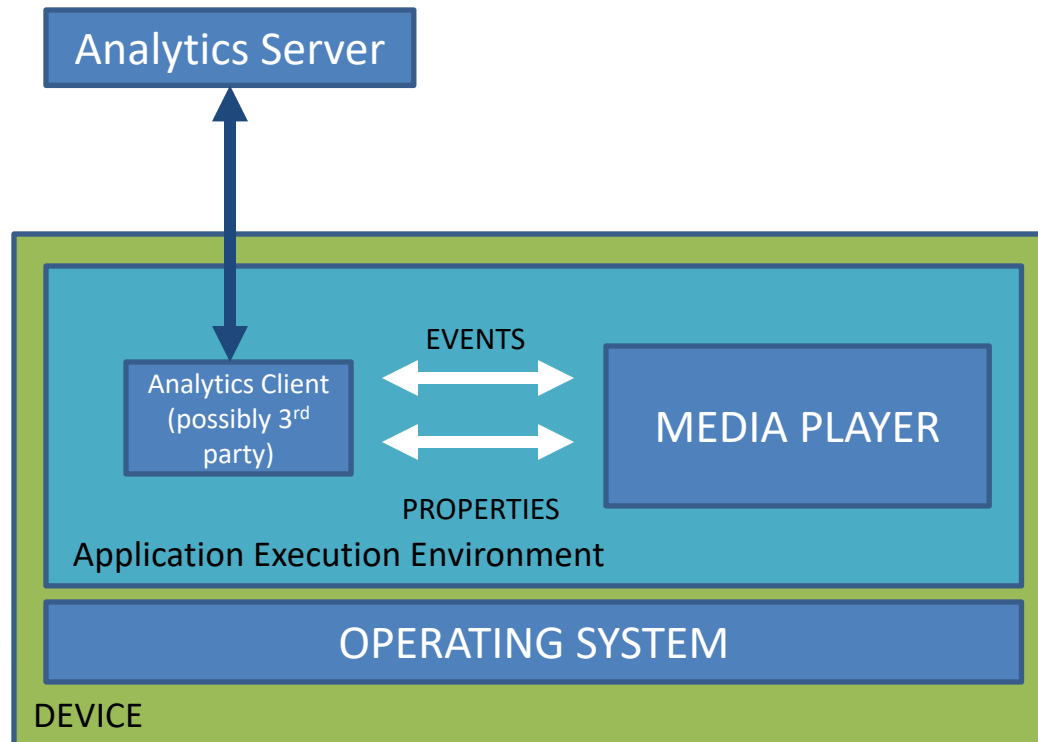 Analytics Server
EVENTS
Analytics Client
(possibly 3rd
party)
MEDIA PLAYER
PROPERTIES
Application Execution Environment
OPERATING SYSTEM
DEVICE